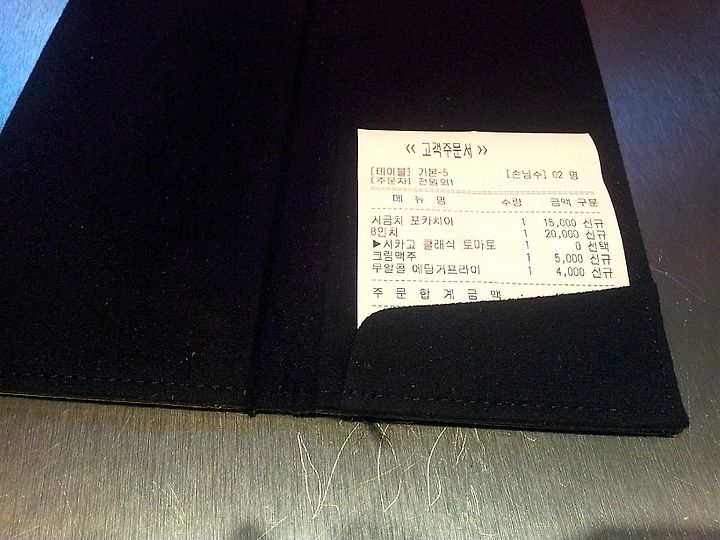 《 고객주문서 》
[테이블] 기본-5 [손님수] 02 명
[주문자] 전원외1
메 뉴 명 수량 금액 구분
시금치 포카치아 1 15,000 신규
8인치 1 20,000 신규
▶시카고 클래식 토마토 1 0 선택
크림맥주 1 5,000 신규
무알콜 에딩거프라이 1 4,000 신규
주 문 합 계 금 액